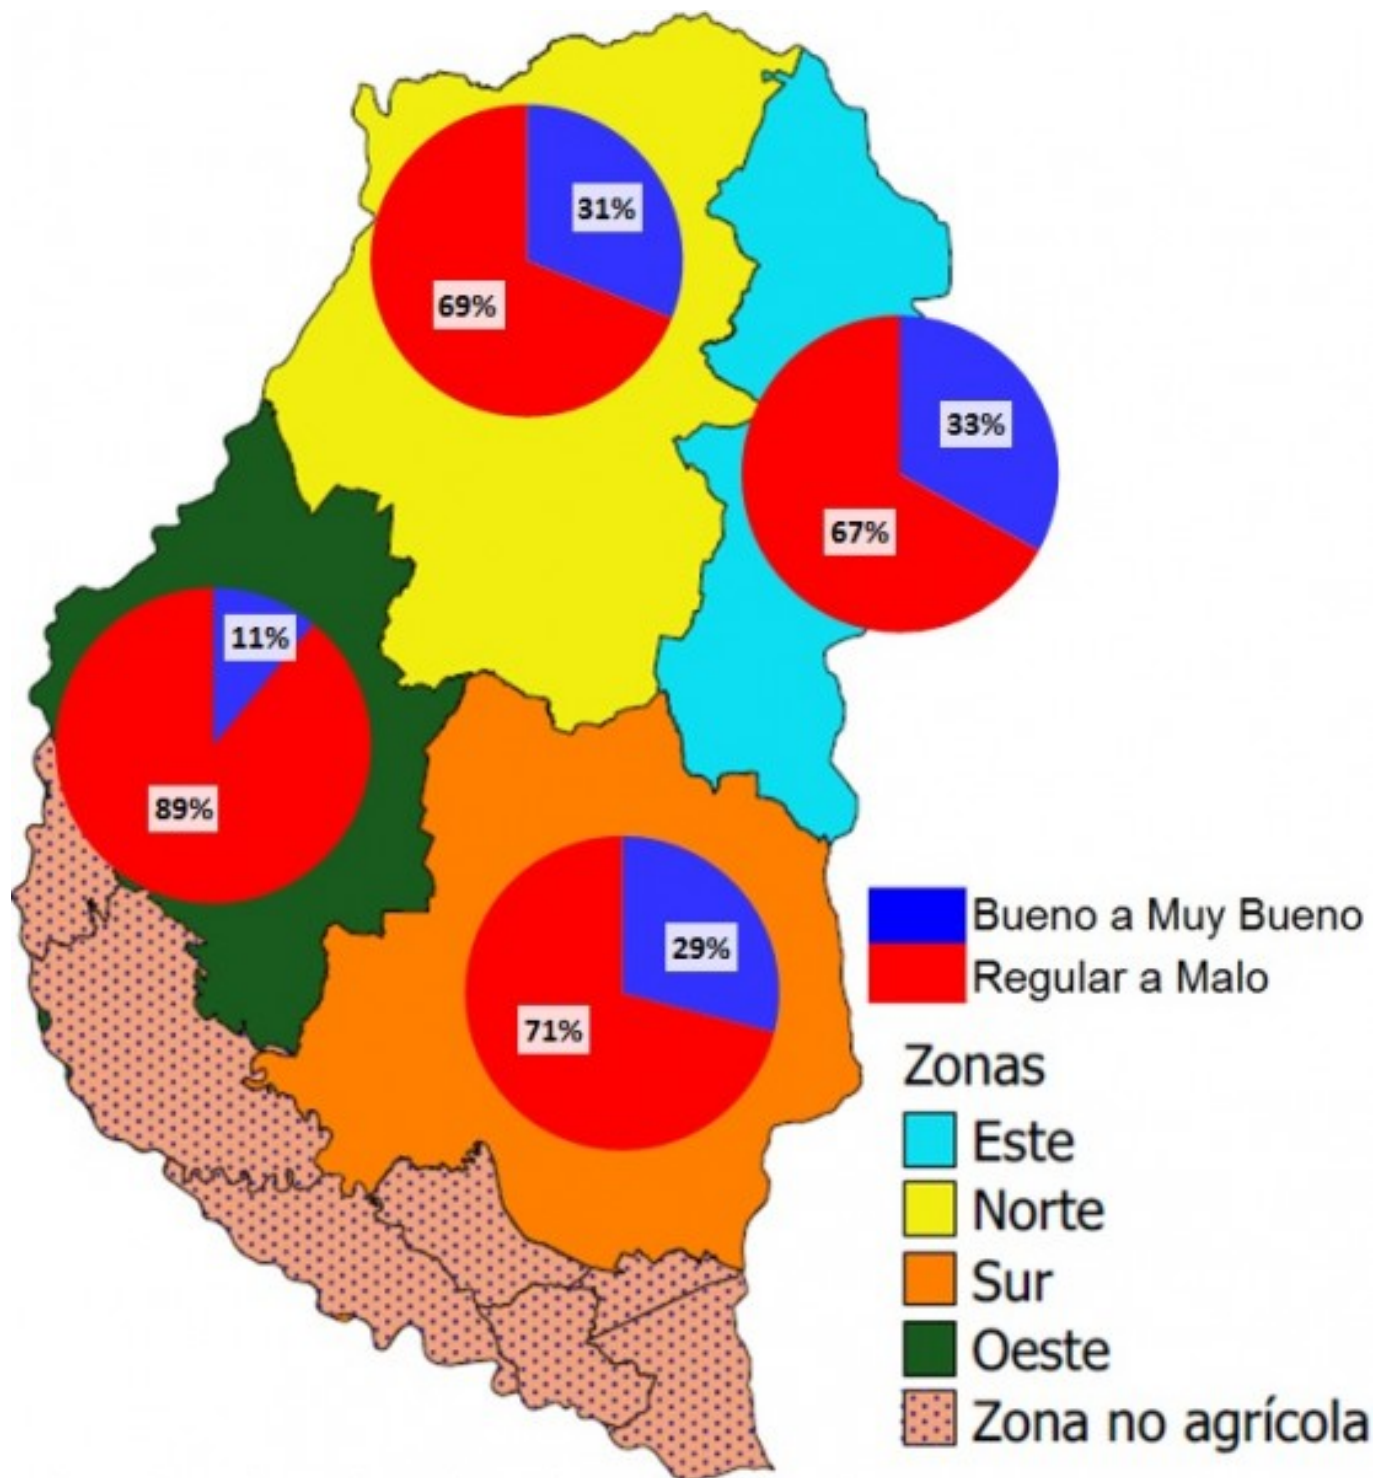 31%
69%
33%
67%
11%
89%
29%
71%
Bueno a Muy Bueno
Regular a Malo
Zonas
Este
Norte
Sur
Oeste
Zona no agrícola